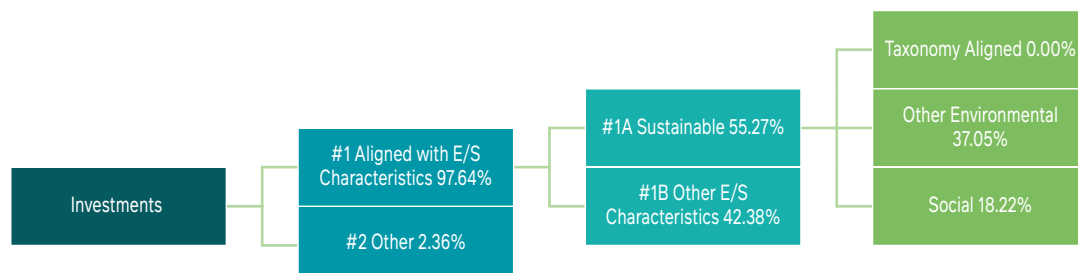 Investments
#1 Aligned with E/S
Characteristics 97.64%
#2 Other 2.36%
#1A Sustainable 55.27%
#1B Other E/S
Characteristics 42.38%
Taxonomy Aligned 0.00%
Other Environmental
37.05%
Social 18.22%